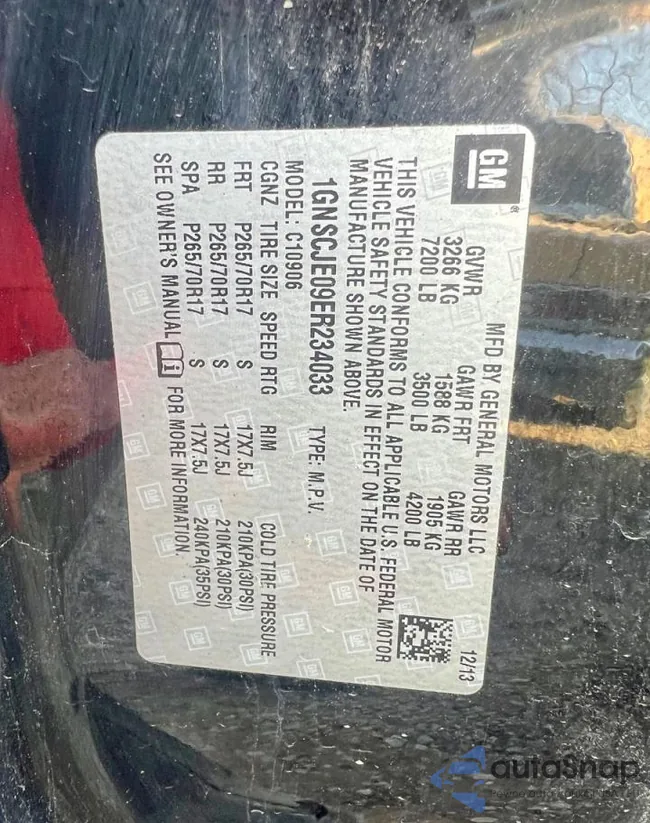 GM
MFD BY GENERAL MOTORS LLC 12/13
GVWR GAWR FRT GAWR RR
3266 KG 1588 KG 1905 KG
7200 LB 3500 LB 4200 LB
THIS VEHICLE CONFORMS TO ALL APPLICABLE U.S. FEDERAL MOTOR
VEHICLE SAFETY STANDARDS IN EFFECT ON THE DATE OF
MANUFACTURE SHOWN ABOVE.
1GNSCJE09ER234033 TYPE: M.P.V.
MODEL: C10906
CGNZ TIRE SIZE SPEED RTG RIM COLD TIRE PRESSURE
FRT P265/70R17 S 17X7.5J 210KPA(30PSI)
RR P265/70R17 S 17X7.5J 210KPA(30PSI)
SPA P265/70R17 S 17X7.5J 240KPA(35PSI)
SEE OWNER'S MANUAL FOR MORE INFORMATION.
autoSnap